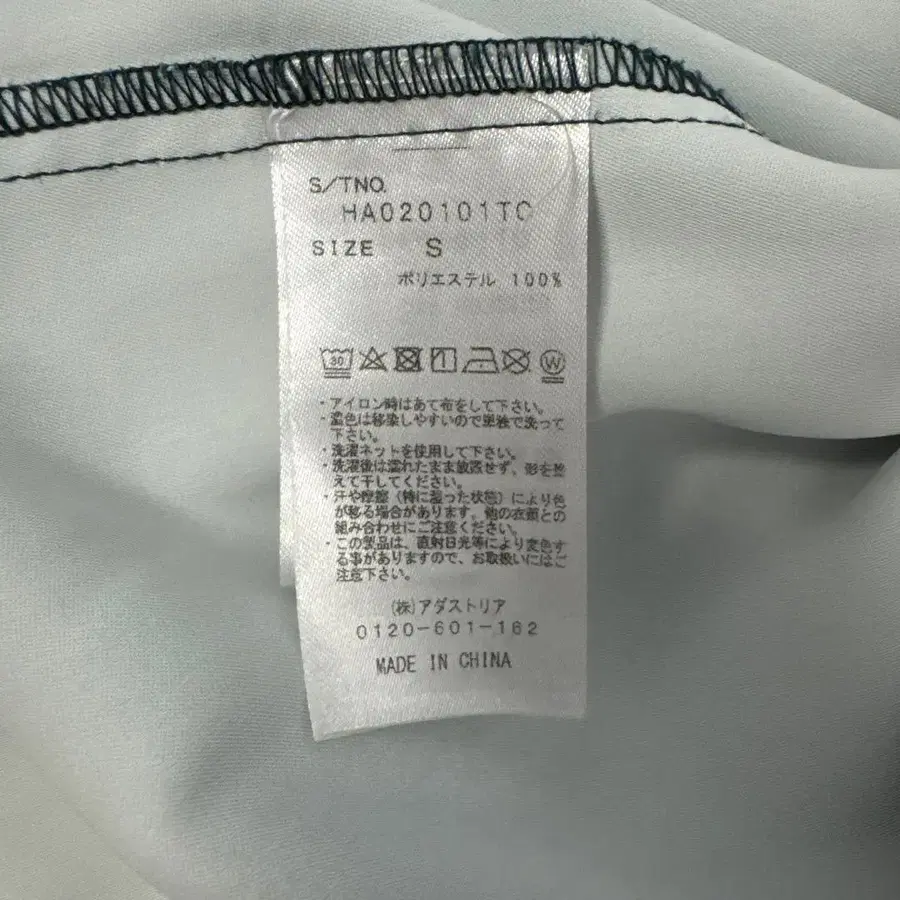 S/TNO.
HA020101TC
SIZE S
ポリエステル 100%
30
W
・アイロン時はあて布をして下さい。
・濃色は移染しやすいので単独で洗って
下さい。
・洗濯ネットを使用して下さい。
・洗濯後は濡れたまま放置せず、形を整
えて干してください。
・汗や摩擦（特に湿った状態）により色
が移る場合があります。他の衣類との
組み合わせにご注意ください。
・この製品は、直射日光等により変色す
る事がありますので、お取扱いにはご
注意下さい。
(株)アダストリア
0120-601-162
MADE IN CHINA